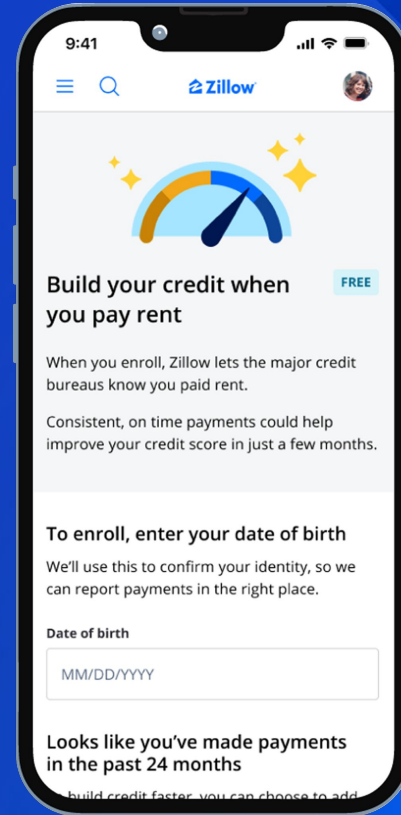 9:41
Zillow
Build your credit when
you pay rent
FREE
When you enroll, Zillow lets the major credit
bureaus know you paid rent.
Consistent, on time payments could help
improve your credit score in just a few months.
To enroll, enter your date of birth
We'll use this to confirm your identity, so we
can report payments in the right place.
Date of birth
MM/DD/YYYY
Looks like you've made payments
in the past 24 months
build credit faster, you can choose to add